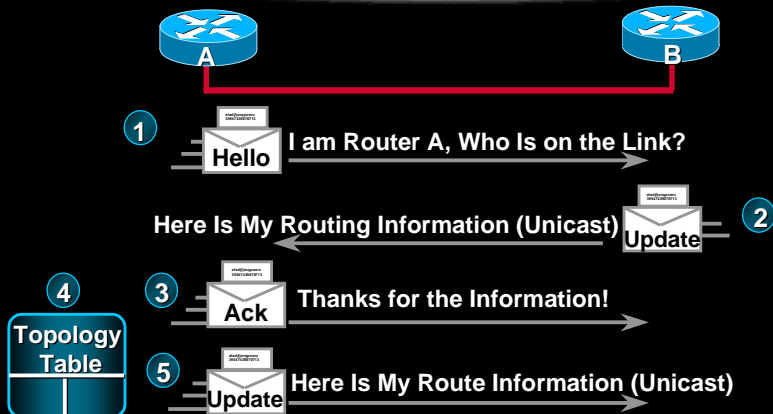 A
B
1
I am Router A, Who Is on the Link?
Hello
Here Is My Routing Information (Unicast)
2
Update
3
Thanks for the Information!
Ack
4
Topology
Table
5
Here Is My Route Information (Unicast)
Update